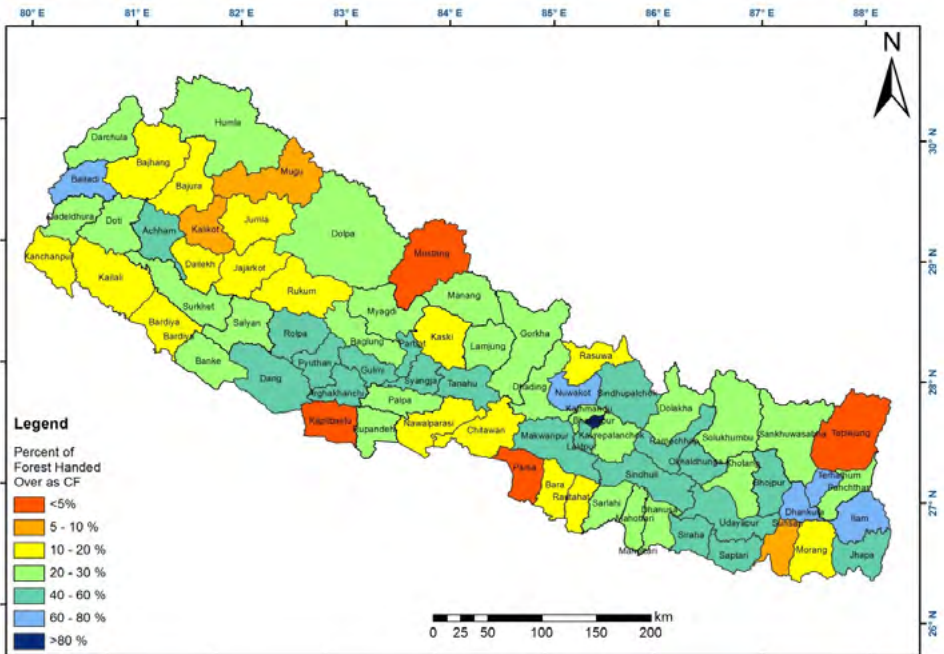 80° E 81° E 82° E 83° E 84° E 85° E 86° E 87° E 88° E
N
Humla
Darchula
30° N
Bajhang
Mugu
Baitadi
Bajura
Dadeldhura
Doti
Achham
Kalikot
Jumla
Dolpa
Mustang
29° N
Kanchanpur
Kailali
Dailekh
Jajarkot
Rukum
Manang
Surkhet
Myagdi
Gorkha
Bardiya
Bardiya
Salyan
Rolpa
Baglung
Parbat
Kaski
Lamjung
Rasuwa
Banke
Pyuthan
Gulmi
28° N
Dang
Syangja
Tanahu
Dhading
Nuwakot
Sindhupalchok
Arghakhanchi
Palpa
Kathmandu
Dolakha
Kapilbastu
Rupandehi
Nawalparasi
Chitawan
Makwanpur
Kavrepalanchok
Ramechhap
Solukhumbu
Sankhuwasabha
Taplejung
Legend
Percent of
Forest Handed
Over as CF
<5%
5 - 10 %
10 - 20 %
20 - 30 %
40 - 60 %
60 - 80 %
>80 %
Parsa
Bara
Rautahat
Sindhuli
Okhaldhunga
Khotang
Bhojpur
Terhathum
Panchthar
27° N
Sarlahi
Mahottari
Dhanusa
Udayapur
Dhankuta
Ilam
Siraha
Saptari
Sunsari
Morang
Jhapa
Mahottari
km
0 25 50 100 150 200
26° N